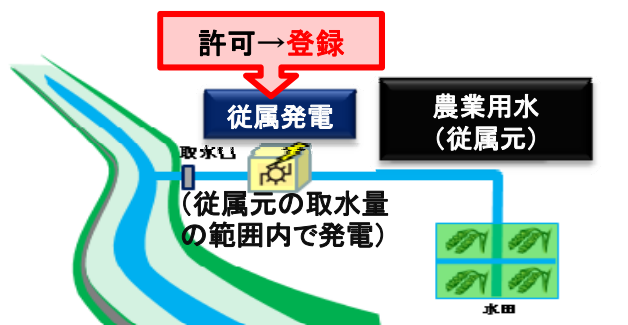 許可→登録
従属発電
農業用水
（従属元）
取水口
（従属元の取水量
の範囲内で発電）
水田